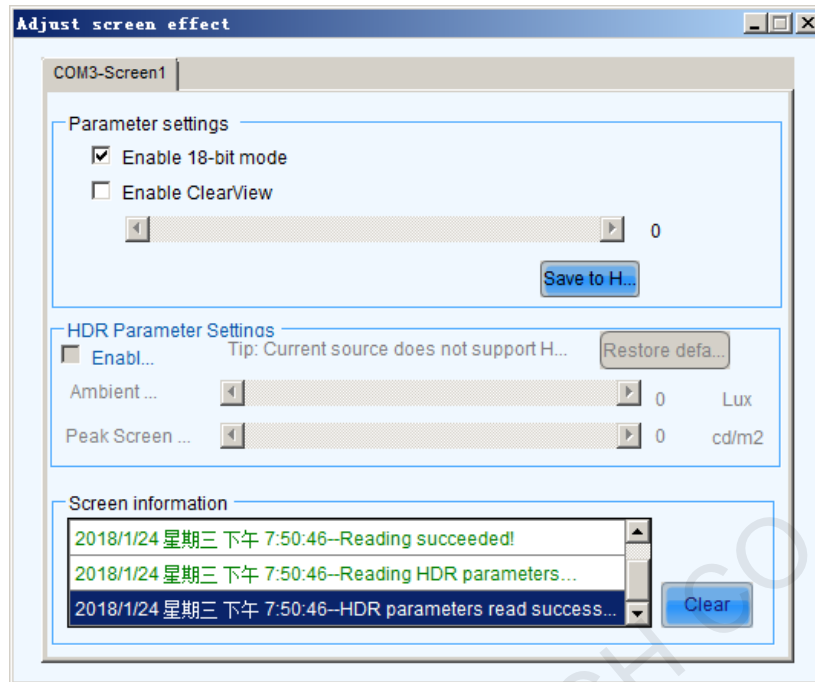 Adjust screen effect
COM3-Screen1
Parameter settings
Enable 18-bit mode
Enable ClearView
0
Save to H...
HDR Parameter Settings
Enabl...
Tip: Current source does not support H...
Restore defa...
Ambient ...
0
Lux
Peak Screen ...
0
cd/m2
Screen information
2018/1/24 星期三 下午 7:50:46--Reading succeeded!
2018/1/24 星期三 下午 7:50:46--Reading HDR parameters...
2018/1/24 星期三 下午 7:50:46--HDR parameters read success...
Clear
SH CO